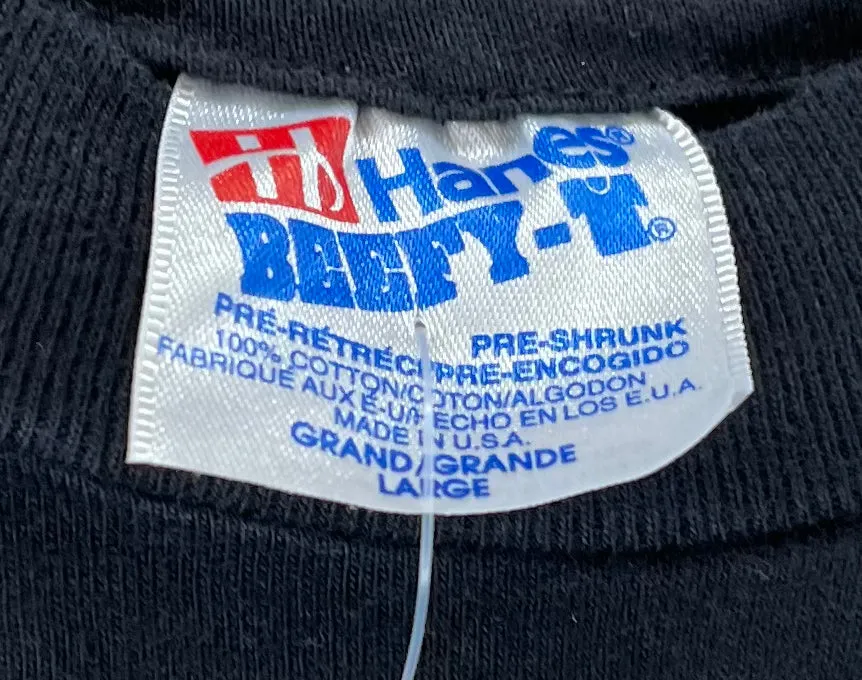 Hanes®
BEEFY-T®
PRÉ-RÉTRÉCI PRE-SHRUNK
PRE-ENCOGIDO
100% COTTON/COTON/ALGODON
FABRIQUÉ AUX É-U/HECHO EN LOS E.U.A.
MADE IN U.S.A.
GRAND/GRANDE
LARGE